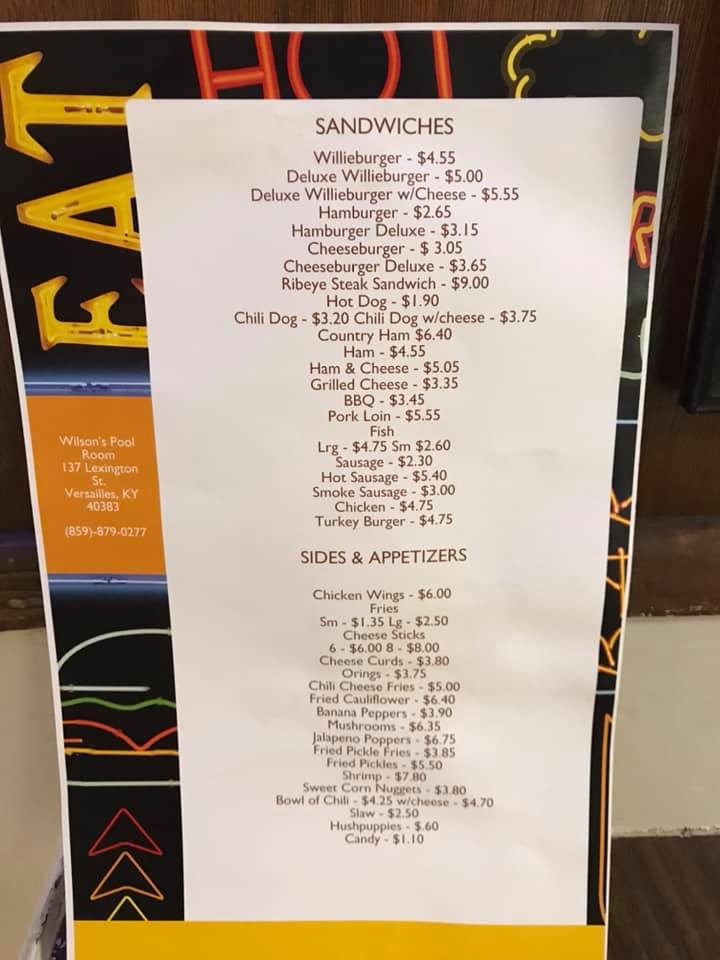 EAT
HOT
SANDWICHES
Willieburger - $4.55
Deluxe Willieburger - $5.00
Deluxe Willieburger w/Cheese - $5.55
Hamburger - $2.65
Hamburger Deluxe - $3.15
Cheeseburger - $ 3.05
Cheeseburger Deluxe - $3.65
Ribeye Steak Sandwich - $9.00
Hot Dog - $1.90
Chili Dog - $3.20 Chili Dog w/cheese - $3.75
Country Ham $6.40
Ham - $4.55
Ham & Cheese - $5.05
Grilled Cheese - $3.35
BBQ - $3.45
Pork Loin - $5.55
Fish
Lrg - $4.75 Sm $2.60
Sausage - $2.30
Hot Sausage - $5.40
Smoke Sausage - $3.00
Chicken - $4.75
Turkey Burger - $4.75
SIDES & APPETIZERS
Chicken Wings - $6.00
Fries
Sm - $1.35 Lg - $2.50
Cheese Sticks
6 - $6.00 8 - $8.00
Cheese Curds - $3.80
Orings - $3.75
Chili Cheese Fries - $5.00
Fried Cauliflower - $6.40
Banana Peppers - $3.90
Mushrooms - $6.35
Jalapeno Poppers - $6.75
Fried Pickle Fries - $3.85
Fried Pickles - $5.50
Shrimp - $7.80
Sweet Corn Nuggets - $3.80
Bowl of Chili - $4.25 w/cheese - $4.70
Slaw - $2.50
Hushpuppies - $.60
Candy - $1.10
Wilson's Pool
Room
137 Lexington
St.
Versailles, KY
40383
(859)-879-0277
BAR